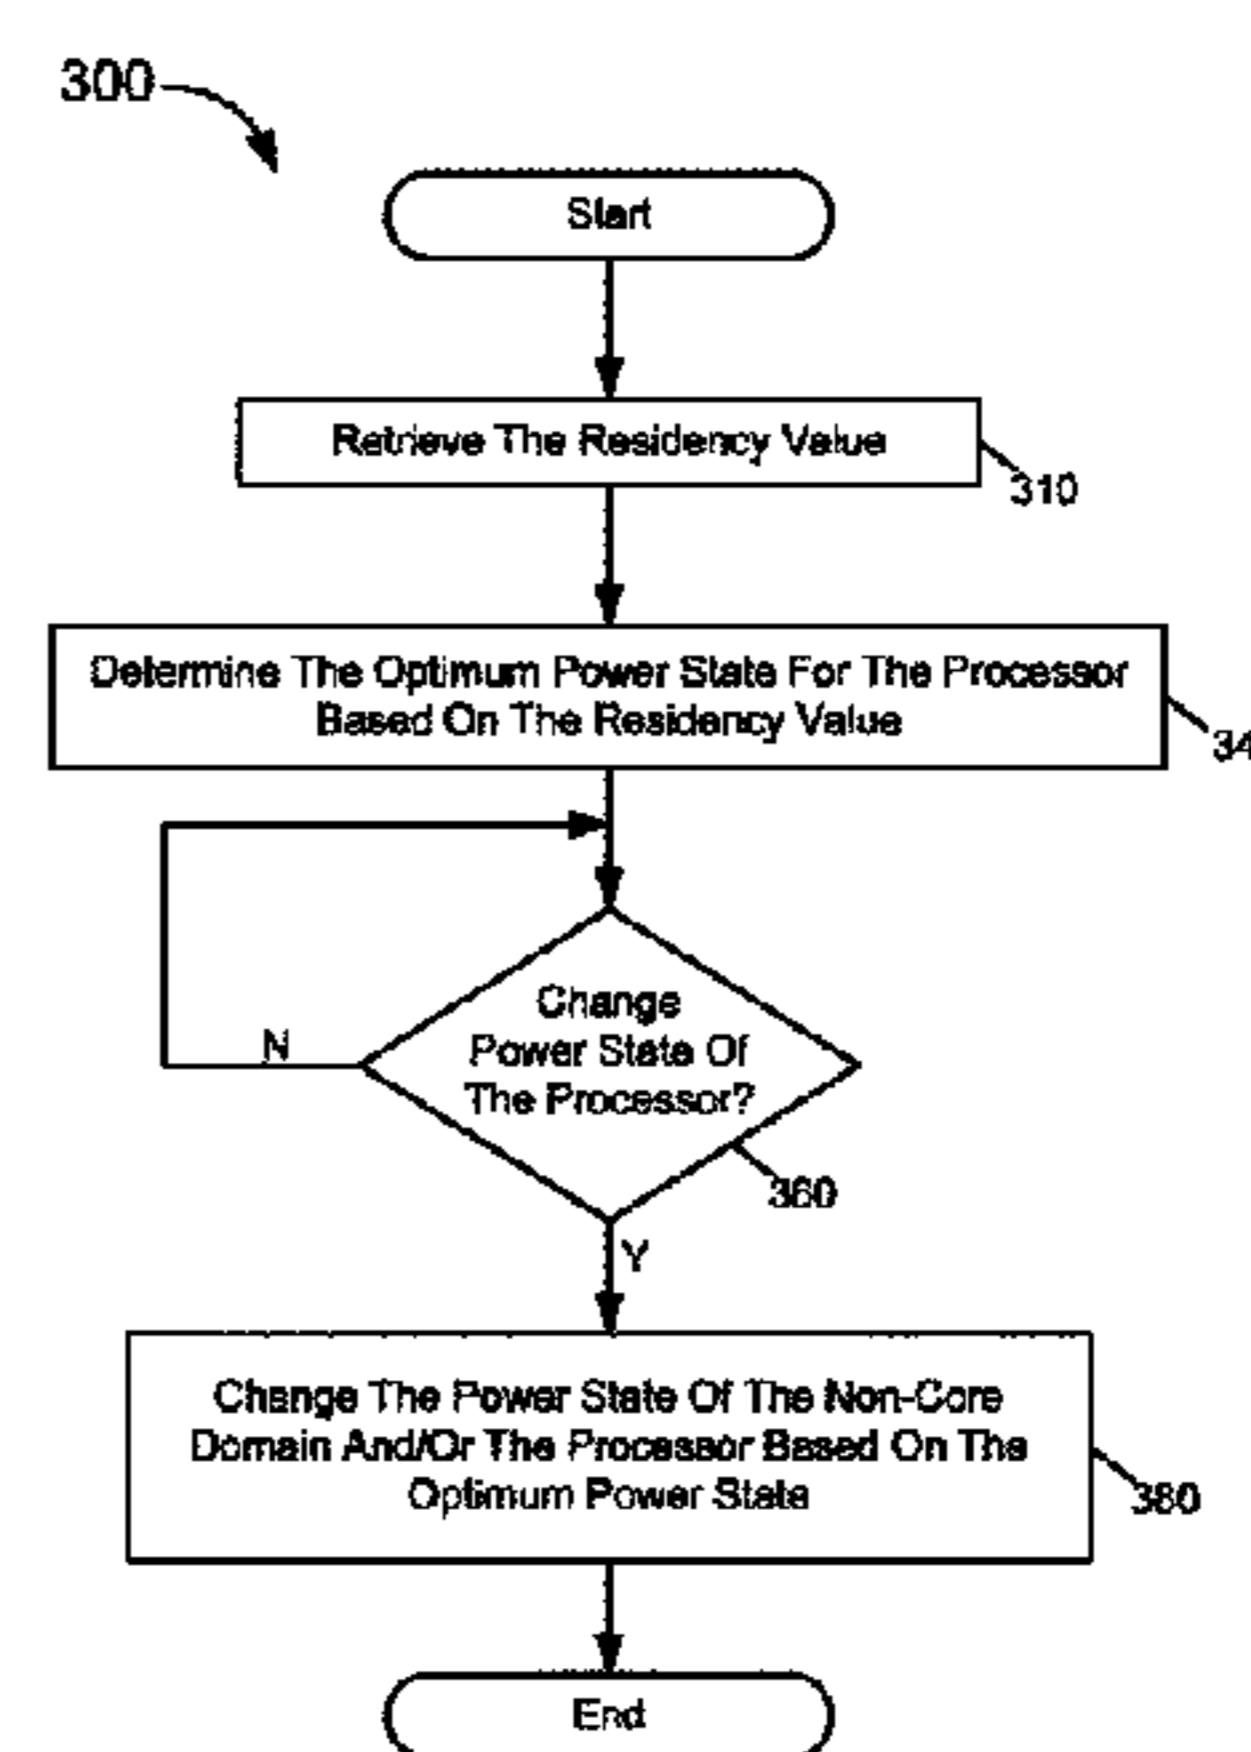 300
Start
Retrieve The Residency Value
310
Determine The Optimum Power State For The Processor
Based On The Residency Value
34
Change
Power State Of
The Processor?
N
360
Y
Change The Power State Of The Non-Core
Domain And/Or The Processor Based On The
Optimum Power State
380
End